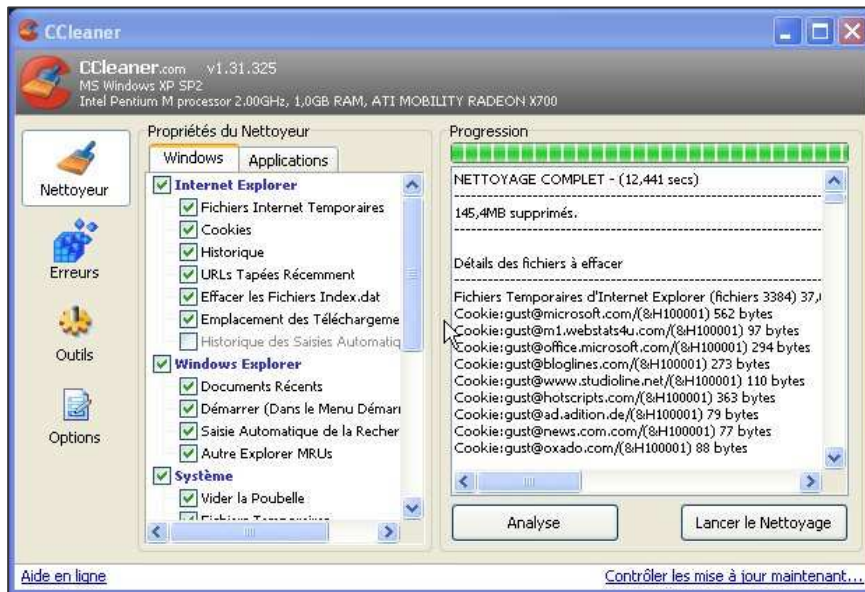 CCleaner
CCleaner.com v1.31.325
MS Windows XP SP2
Intel Pentium M processor 2.00GHz, 1,0GB RAM, ATI MOBILITY RADEON X700
Nettoyeur
Erreurs
Outils
Options
Propriétés du Nettoyeur
Windows
Applications
Internet Explorer
Fichiers Internet Temporaires
Cookies
Historique
URLs Tapées Récemment
Effacer les Fichiers Index.dat
Emplacement des Téléchargeme
Historique des Saisies Automatiq
Windows Explorer
Documents Récents
Démarrer (Dans le Menu Démarr
Saisie Automatique de la Recher
Autre Explorer MRUs
Système
Vider la Poubelle
Fichiers Temporaires
Progression
NETTOYAGE COMPLET - (12,441 secs)
145,4MB supprimés.
Détails des fichiers à effacer
Fichiers Temporaires d'Internet Explorer (fichiers 3384) 37,
Cookie:gust@microsoft.com/(&H100001) 562 bytes
Cookie:gust@m1.webstats4u.com/(&H100001) 97 bytes
Cookie:gust@office.microsoft.com/(&H100001) 294 bytes
Cookie:gust@bloglines.com/(&H100001) 273 bytes
Cookie:gust@www.studioline.net/(&H100001) 110 bytes
Cookie:gust@hotscripts.com/(&H100001) 363 bytes
Cookie:gust@ad.adition.de/(&H100001) 79 bytes
Cookie:gust@news.com.com/(&H100001) 77 bytes
Cookie:gust@oxado.com/(&H100001) 88 bytes
Analyse
Lancer le Nettoyage
Aide en ligne
Contrôler les mise à jour maintenant...